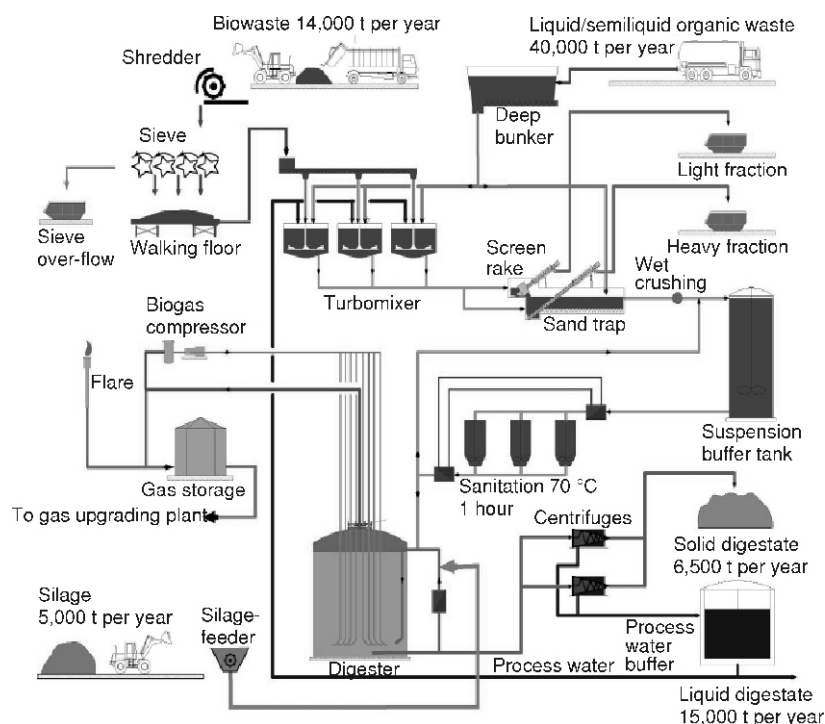 Biowaste 14,000 t per year
Liquid/semiliquid organic waste
40,000 t per year
Shredder
Deep
bunker
Sieve
Light fraction
Sieve
over-flow
Walking floor
Screen
rake
Heavy fraction
Wet
crushing
Turbomixer
Sand trap
Biogas
compressor
Flare
Suspension
buffer tank
Gas storage
Sanitation 70 °C
1 hour
To gas upgrading plant
Centrifuges
Solid digestate
6,500 t per year
Silage
5,000 t per year
Silage-
feeder
Digester
Process water
Process
water
buffer
Liquid digestate
15,000 t per year